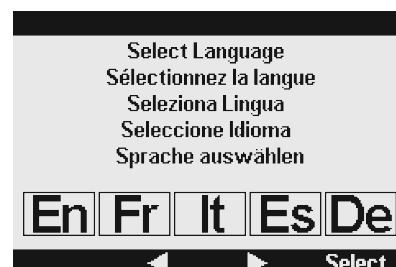 Select Language
Sélectionnez la langue
Seleziona Lingua
Seleccione Idioma
Sprache auswählen
En Fr It Es De
Select